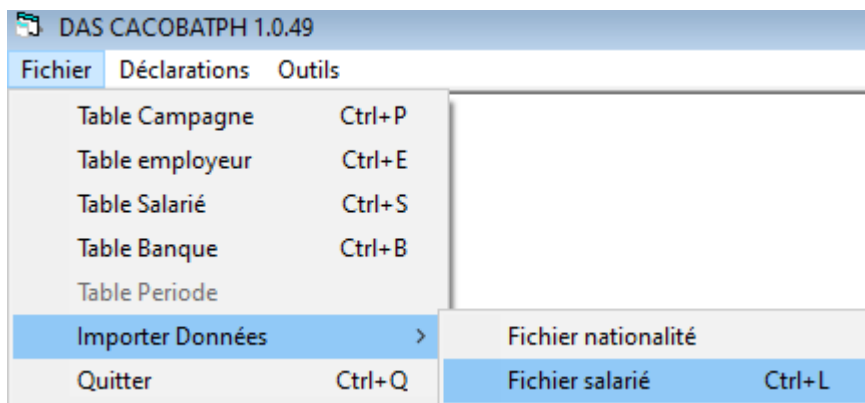 DAS CACOBATPH 1.0.49
Fichier Déclarations Outils
Table Campagne Ctrl+P
Table employeur Ctrl+E
Table Salarié Ctrl+S
Table Banque Ctrl+B
Table Periode
Importer Données > Fichier nationalité
Quitter Ctrl+Q Fichier salarié Ctrl+L